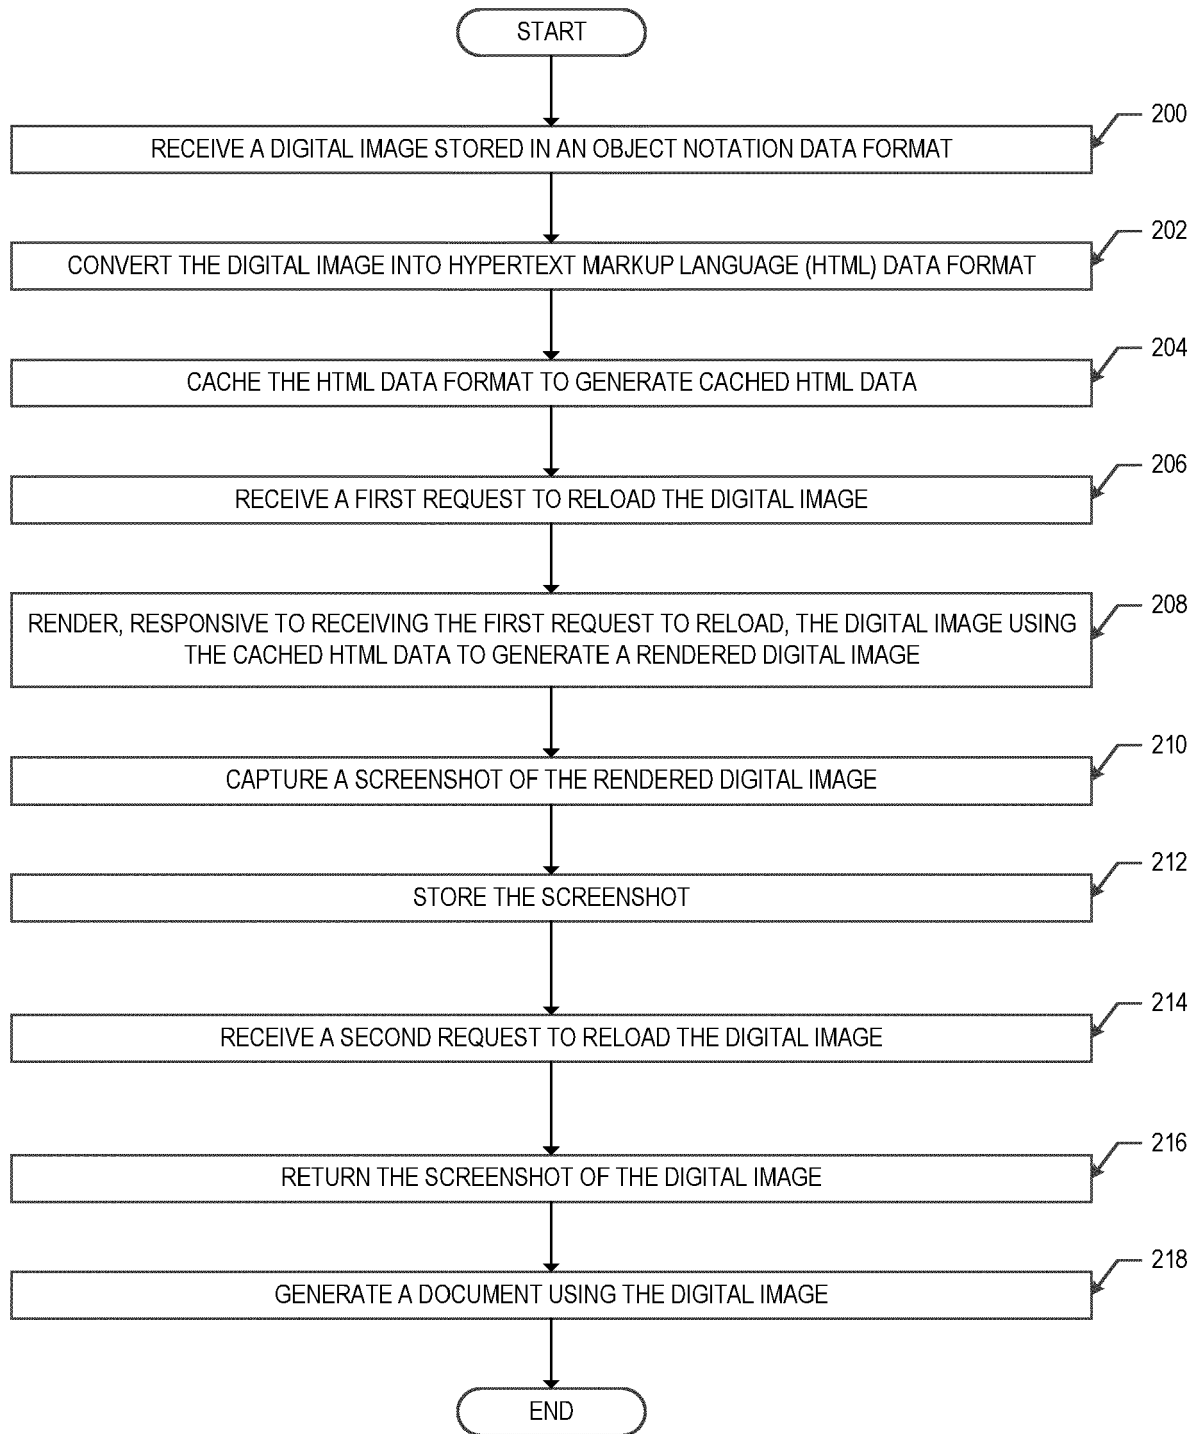 START
200
RECEIVE A DIGITAL IMAGE STORED IN AN OBJECT NOTATION DATA FORMAT
202
CONVERT THE DIGITAL IMAGE INTO HYPERTEXT MARKUP LANGUAGE (HTML) DATA FORMAT
204
CACHE THE HTML DATA FORMAT TO GENERATE CACHED HTML DATA
206
RECEIVE A FIRST REQUEST TO RELOAD THE DIGITAL IMAGE
208
RENDER, RESPONSIVE TO RECEIVING THE FIRST REQUEST TO RELOAD, THE DIGITAL IMAGE USING
THE CACHED HTML DATA TO GENERATE A RENDERED DIGITAL IMAGE
210
CAPTURE A SCREENSHOT OF THE RENDERED DIGITAL IMAGE
212
STORE THE SCREENSHOT
214
RECEIVE A SECOND REQUEST TO RELOAD THE DIGITAL IMAGE
216
RETURN THE SCREENSHOT OF THE DIGITAL IMAGE
218
GENERATE A DOCUMENT USING THE DIGITAL IMAGE
END